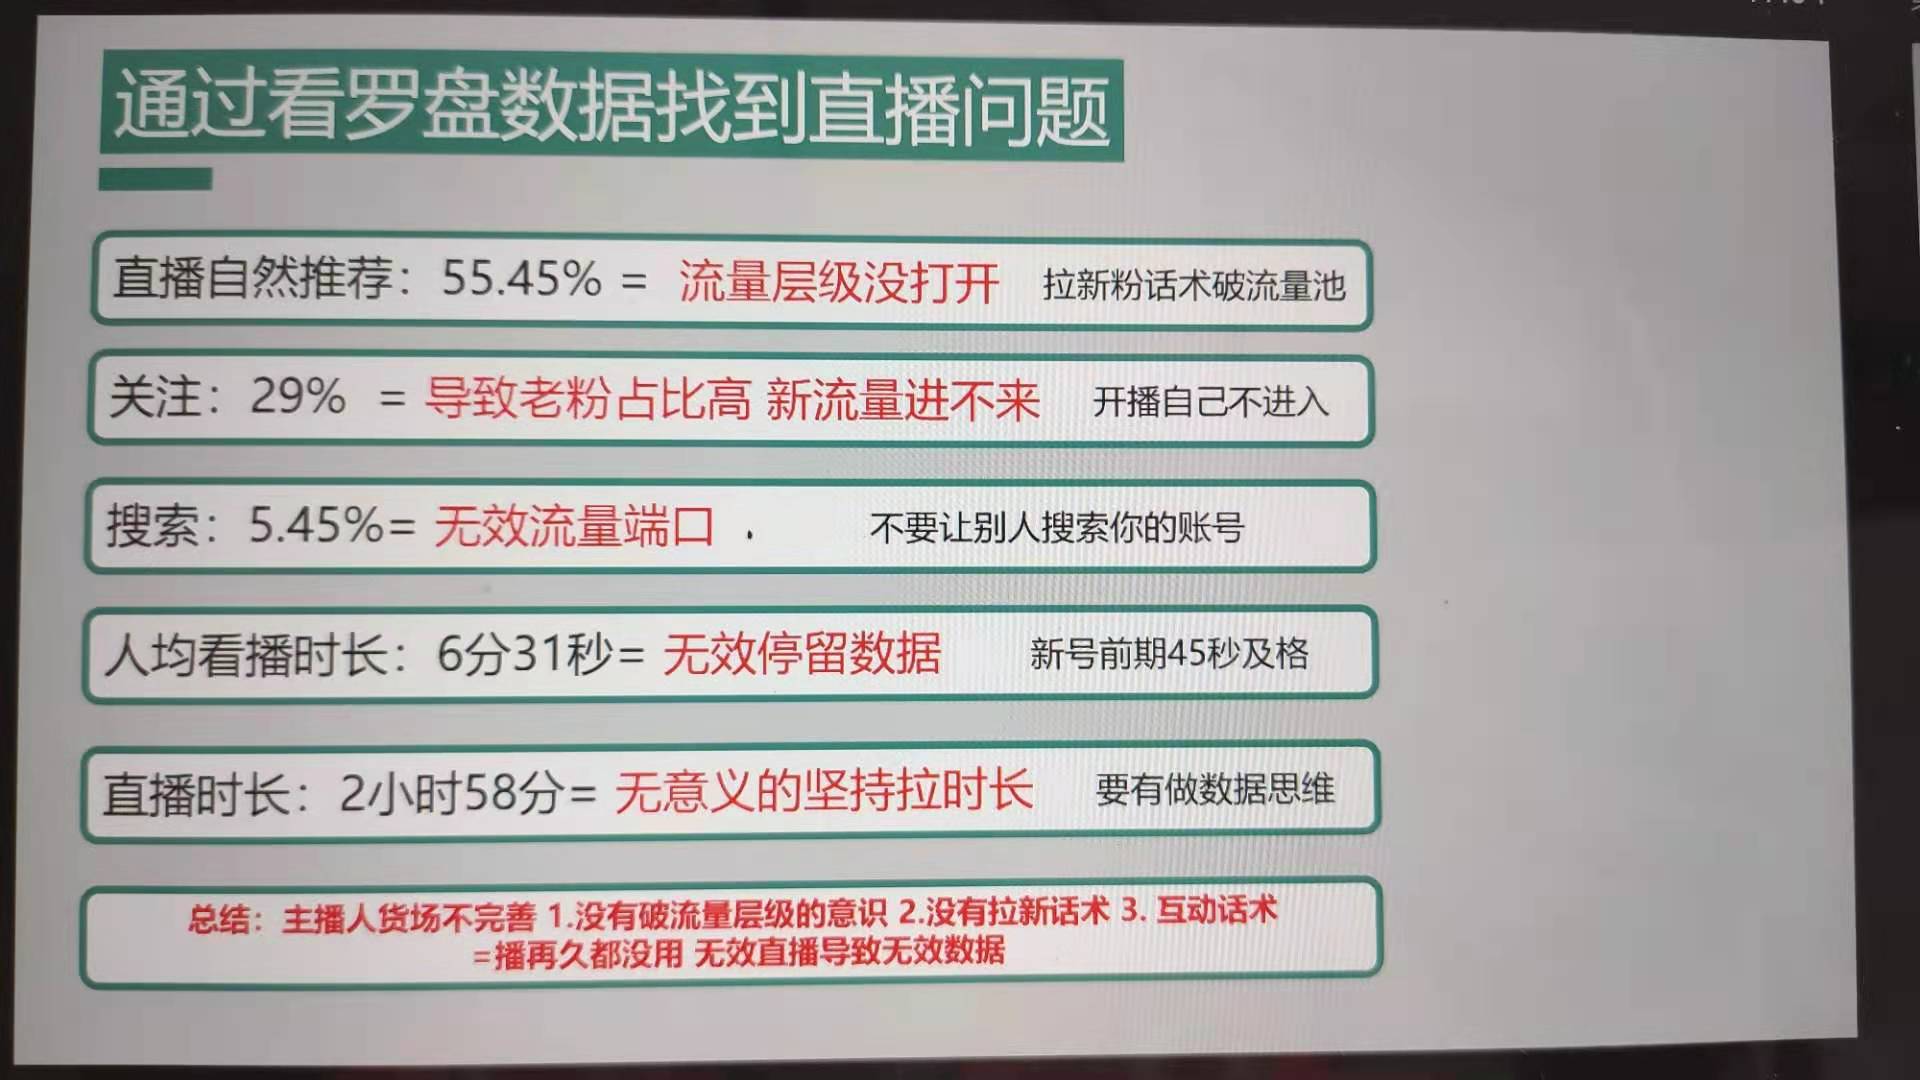 通过看罗盘数据找到直播问题
直播自然推荐：55.45% = 流量层级没打开 拉新粉话术破流量池
关注：29% = 导致老粉占比高 新流量进不来 开播自己不进入
搜索：5.45%= 无效流量端口 . 不要让别人搜索你的账号
人均看播时长：6分31秒= 无效停留数据 新号前期45秒及格
直播时长：2小时58分= 无意义的坚持拉时长 要有做数据思维
总结：主播人货场不完善 1.没有破流量层级的意识 2.没有拉新话术 3. 互动话术
=播再久都没用 无效直播导致无效数据